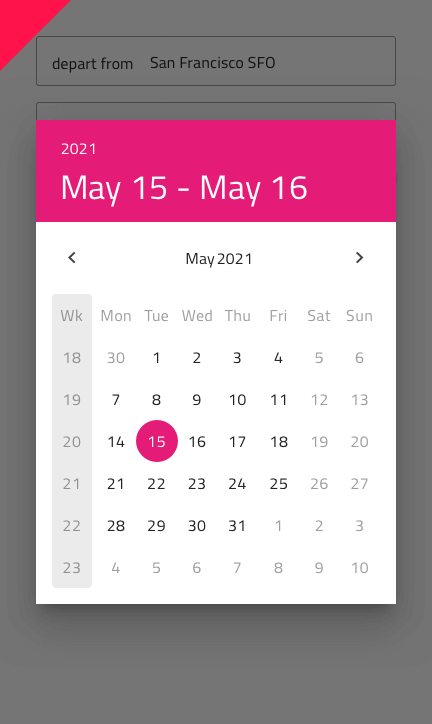 depart from San Francisco SFO
2021
May 15 - May 16
May 2021
Wk Mon Tue Wed Thu Fri Sat Sun
18 30 1 2 3 4 5 6
19 7 8 9 10 11 12 13
20 14 15 16 17 18 19 20
21 21 22 23 24 25 26 27
22 28 29 30 31 1 2 3
23 4 5 6 7 8 9 10